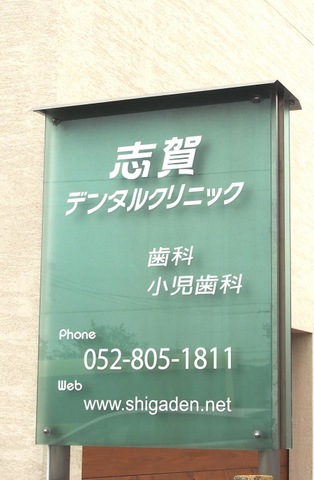 志賀
デンタルクリニック
歯科
小児歯科
Phone
052-805-1811
Web
www.shigaden.net